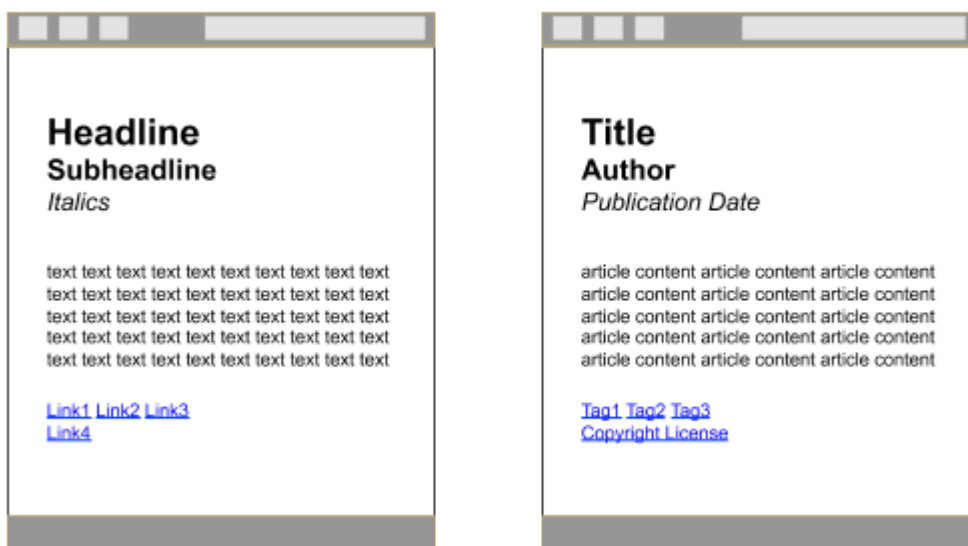 Headline
Subheadline
Italics
text text text text text text text text text text
text text text text text text text text text text
text text text text text text text text text text
text text text text text text text text text text
text text text text text text text text text text
Link1 Link2 Link3
Link4
Title
Author
Publication Date
article content article content article content
article content article content article content
article content article content article content
article content article content article content
article content article content article content
Tag1 Tag2 Tag3
Copyright License